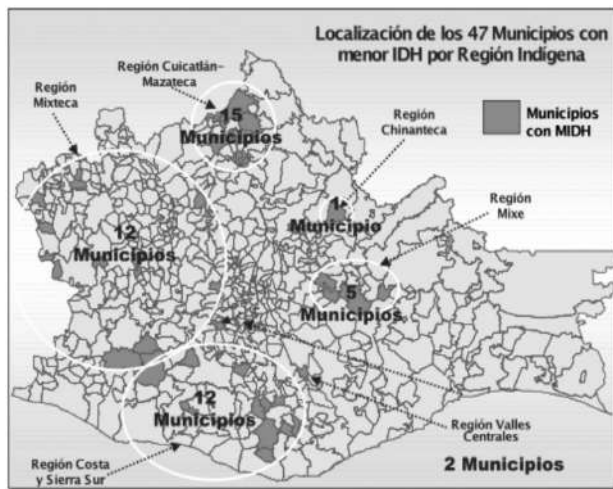 Localización de los 47 Municipios con
menor IDH por Región Indígena
Región Cuicatlán-
Mazateca
Región
Mixteca
15
Municipios
Región
Chinanteca
Municipios
con MIDH
1
Municipio
Región
Mixe
12
Municipios
5
Municipios
12
Municipios
Región Valles
Centrales
Región Costa
y Sierra Sur
2 Municipios